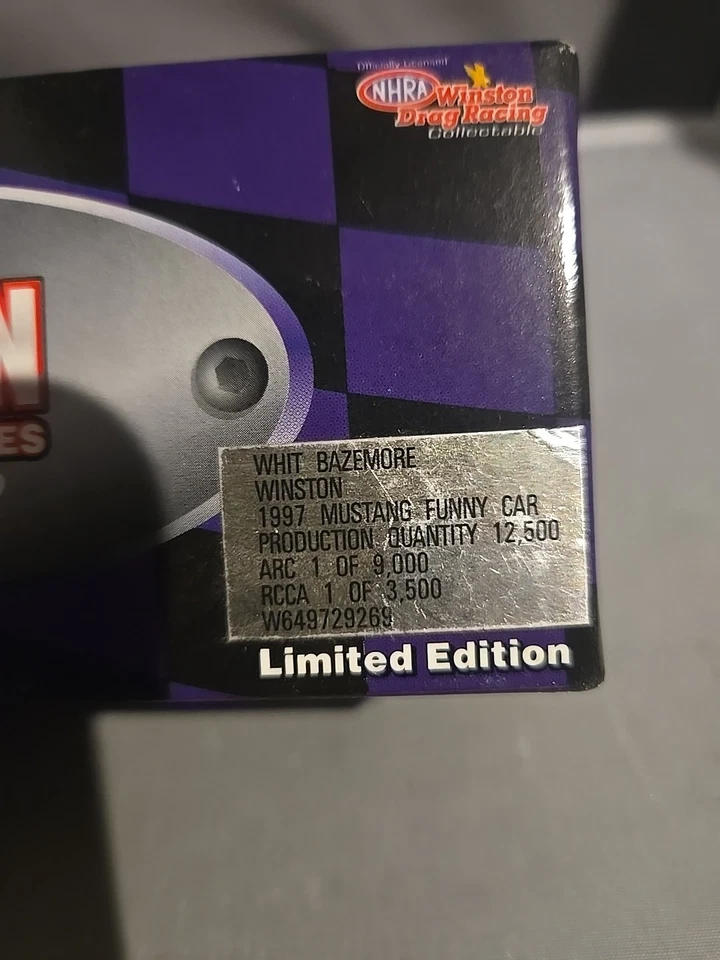 Officially Licensed
NHRA Winston
Drag Racing
Collectable
N
ES
WHIT BAZEMORE
WINSTON
1997 MUSTANG FUNNY CAR
PRODUCTION QUANTITY 12,500
ARC 1 OF 9,000
RCCA 1 OF 3,500
W649729269
Limited Edition